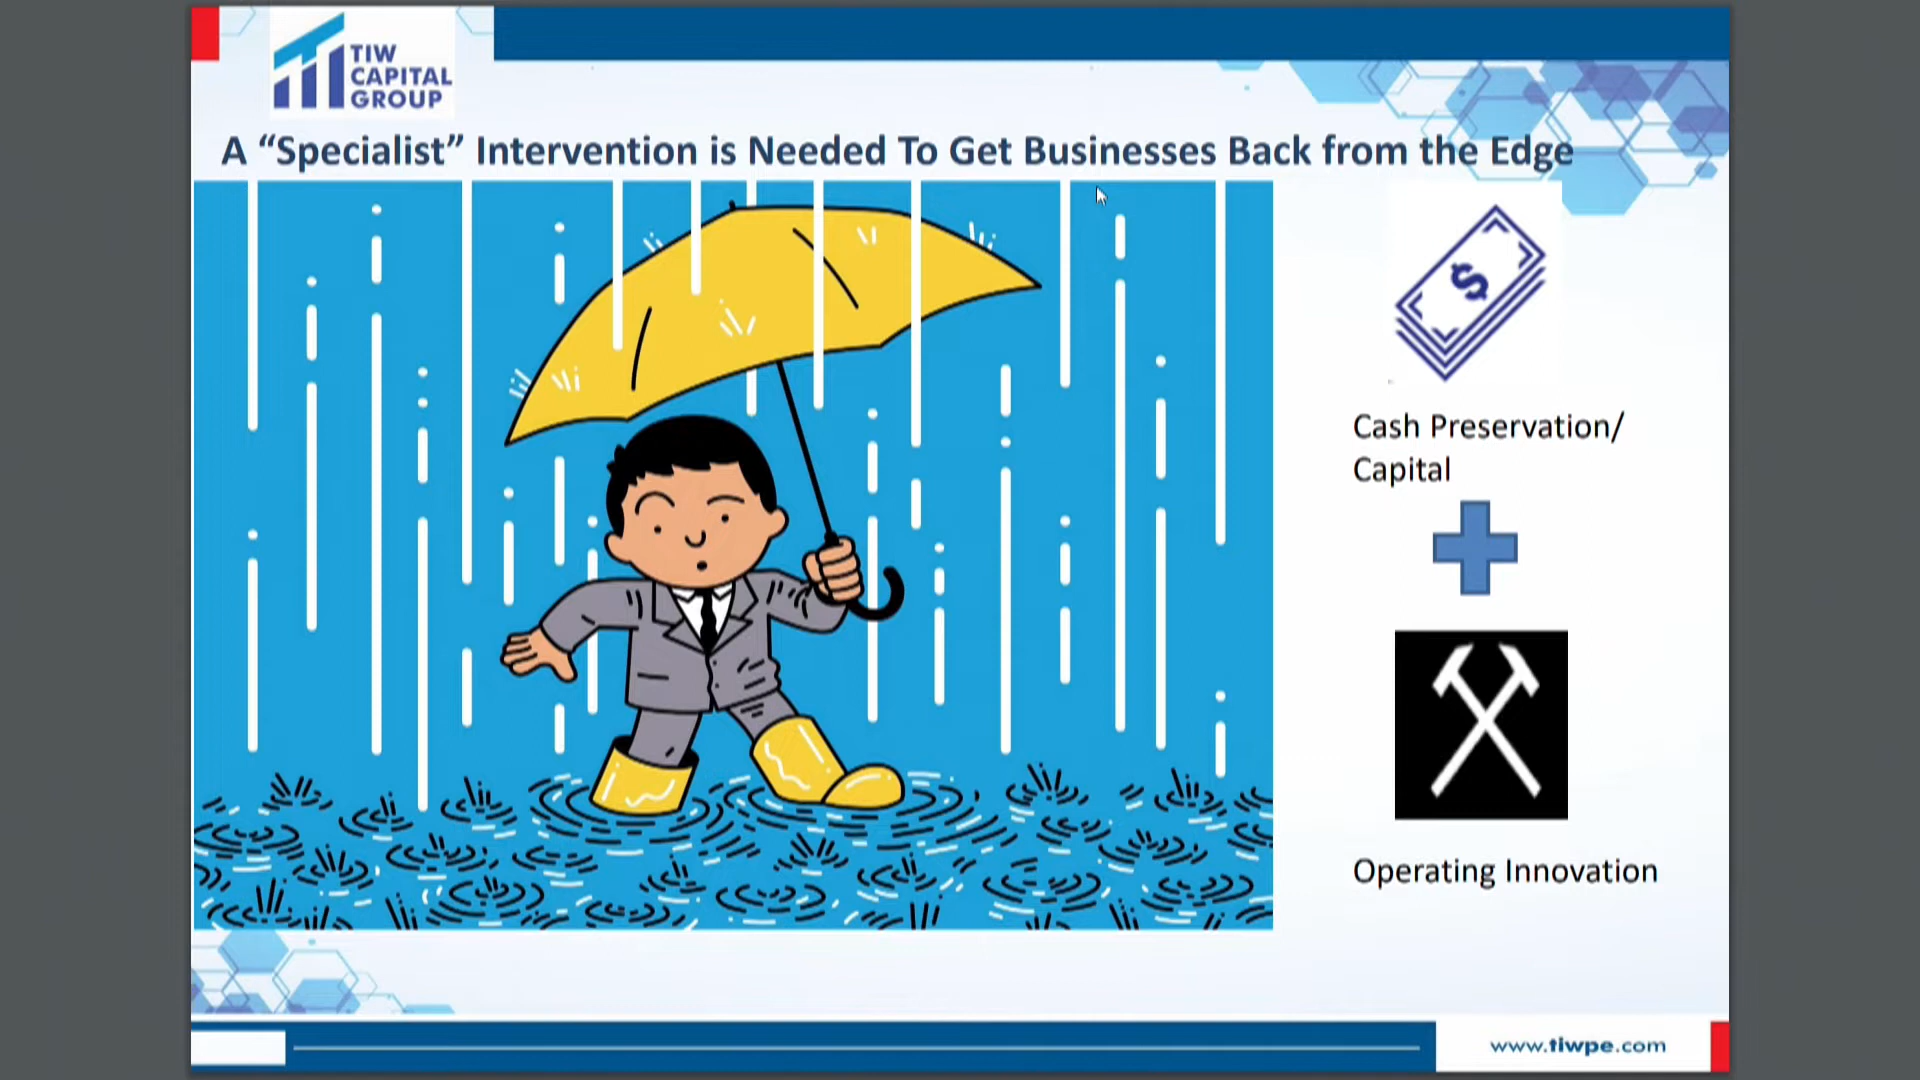 TIW
CAPITAL
GROUP
A “Specialist” Intervention is Needed To Get Businesses Back from the Edge
$
Cash Preservation/
Capital
Operating Innovation
www.tiwpe.com